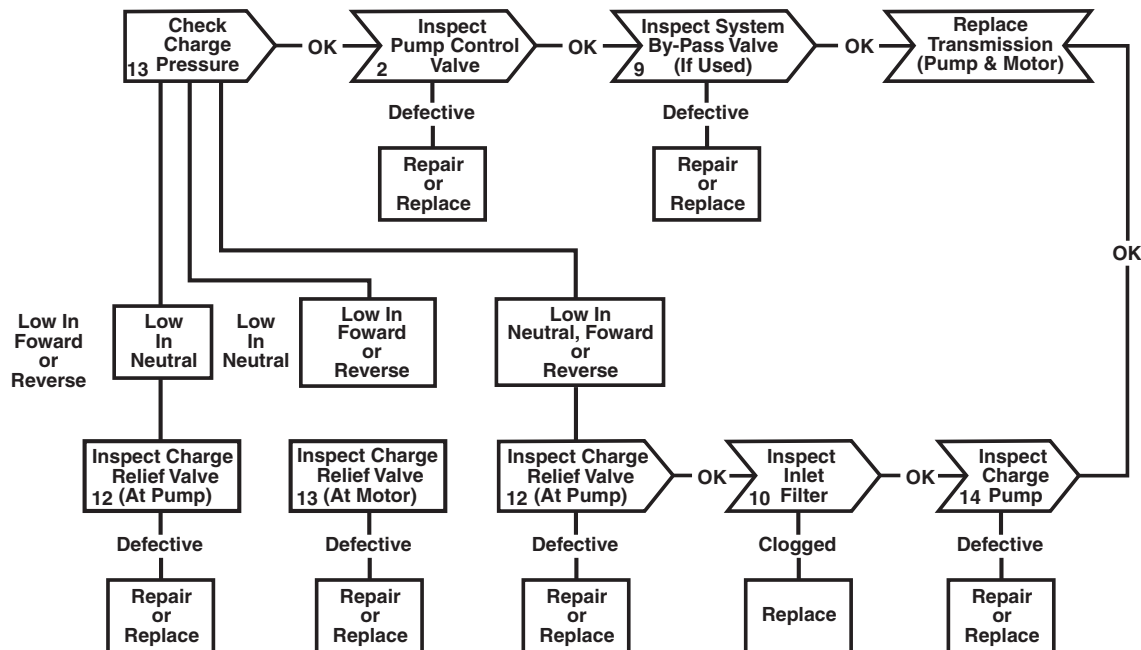 Check
Charge
Pressure
13
OK
Inspect
Pump Control
Valve
2
OK
Inspect System
By-Pass Valve
(If Used)
9
OK
Replace
Transmission
(Pump & Motor)
Defective
Repair
or
Replace
Defective
Repair
or
Replace
OK
Low In
Foward
or
Reverse
Low
In
Neutral
Low
In
Neutral
Low In
Foward
or
Reverse
Low In
Neutral, Foward
or
Reverse
Inspect Charge
Relief Valve
12 (At Pump)
Inspect Charge
Relief Valve
13 (At Motor)
Inspect Charge
Relief Valve
12 (At Pump)
OK
Inspect
Inlet
10 Filter
OK
Inspect
Charge
14 Pump
Defective
Repair
or
Replace
Defective
Repair
or
Replace
Defective
Repair
or
Replace
Clogged
Replace
Defective
Repair
or
Replace